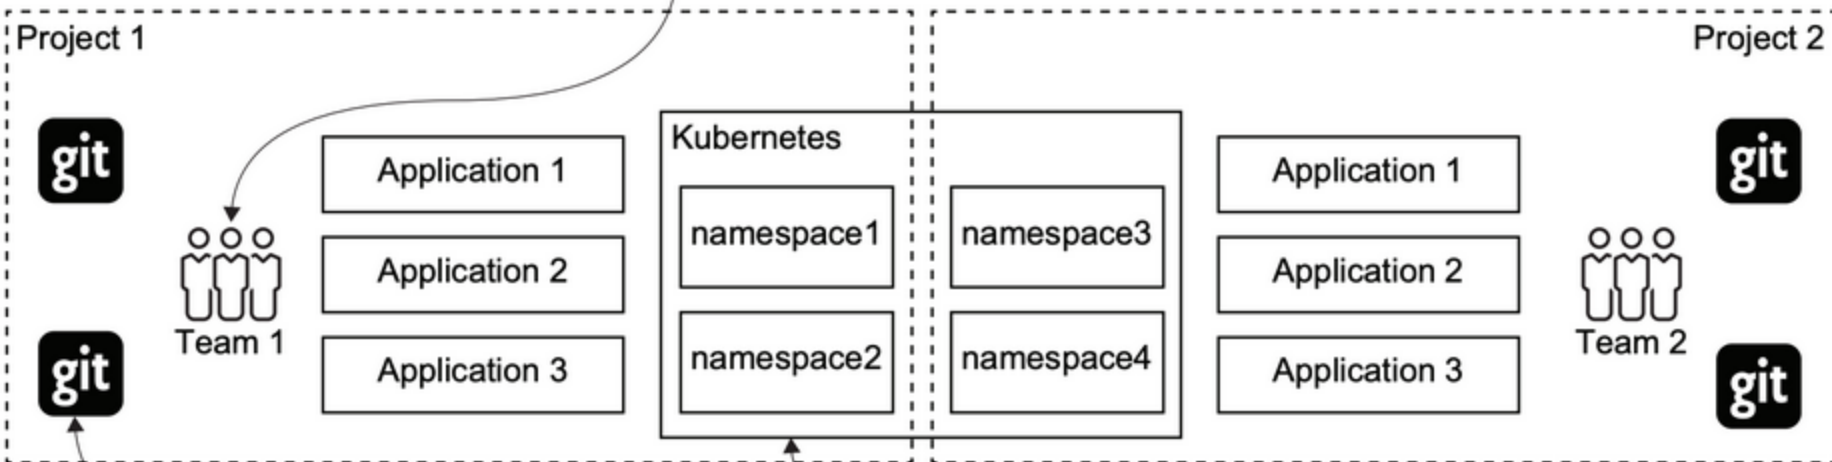 Project 1
Project 2
git
git
Team 1
Application 1
Application 2
Application 3
Kubernetes
namespace1
namespace2
namespace3
namespace4
Application 1
Application 2
Application 3
Team 2
git
git